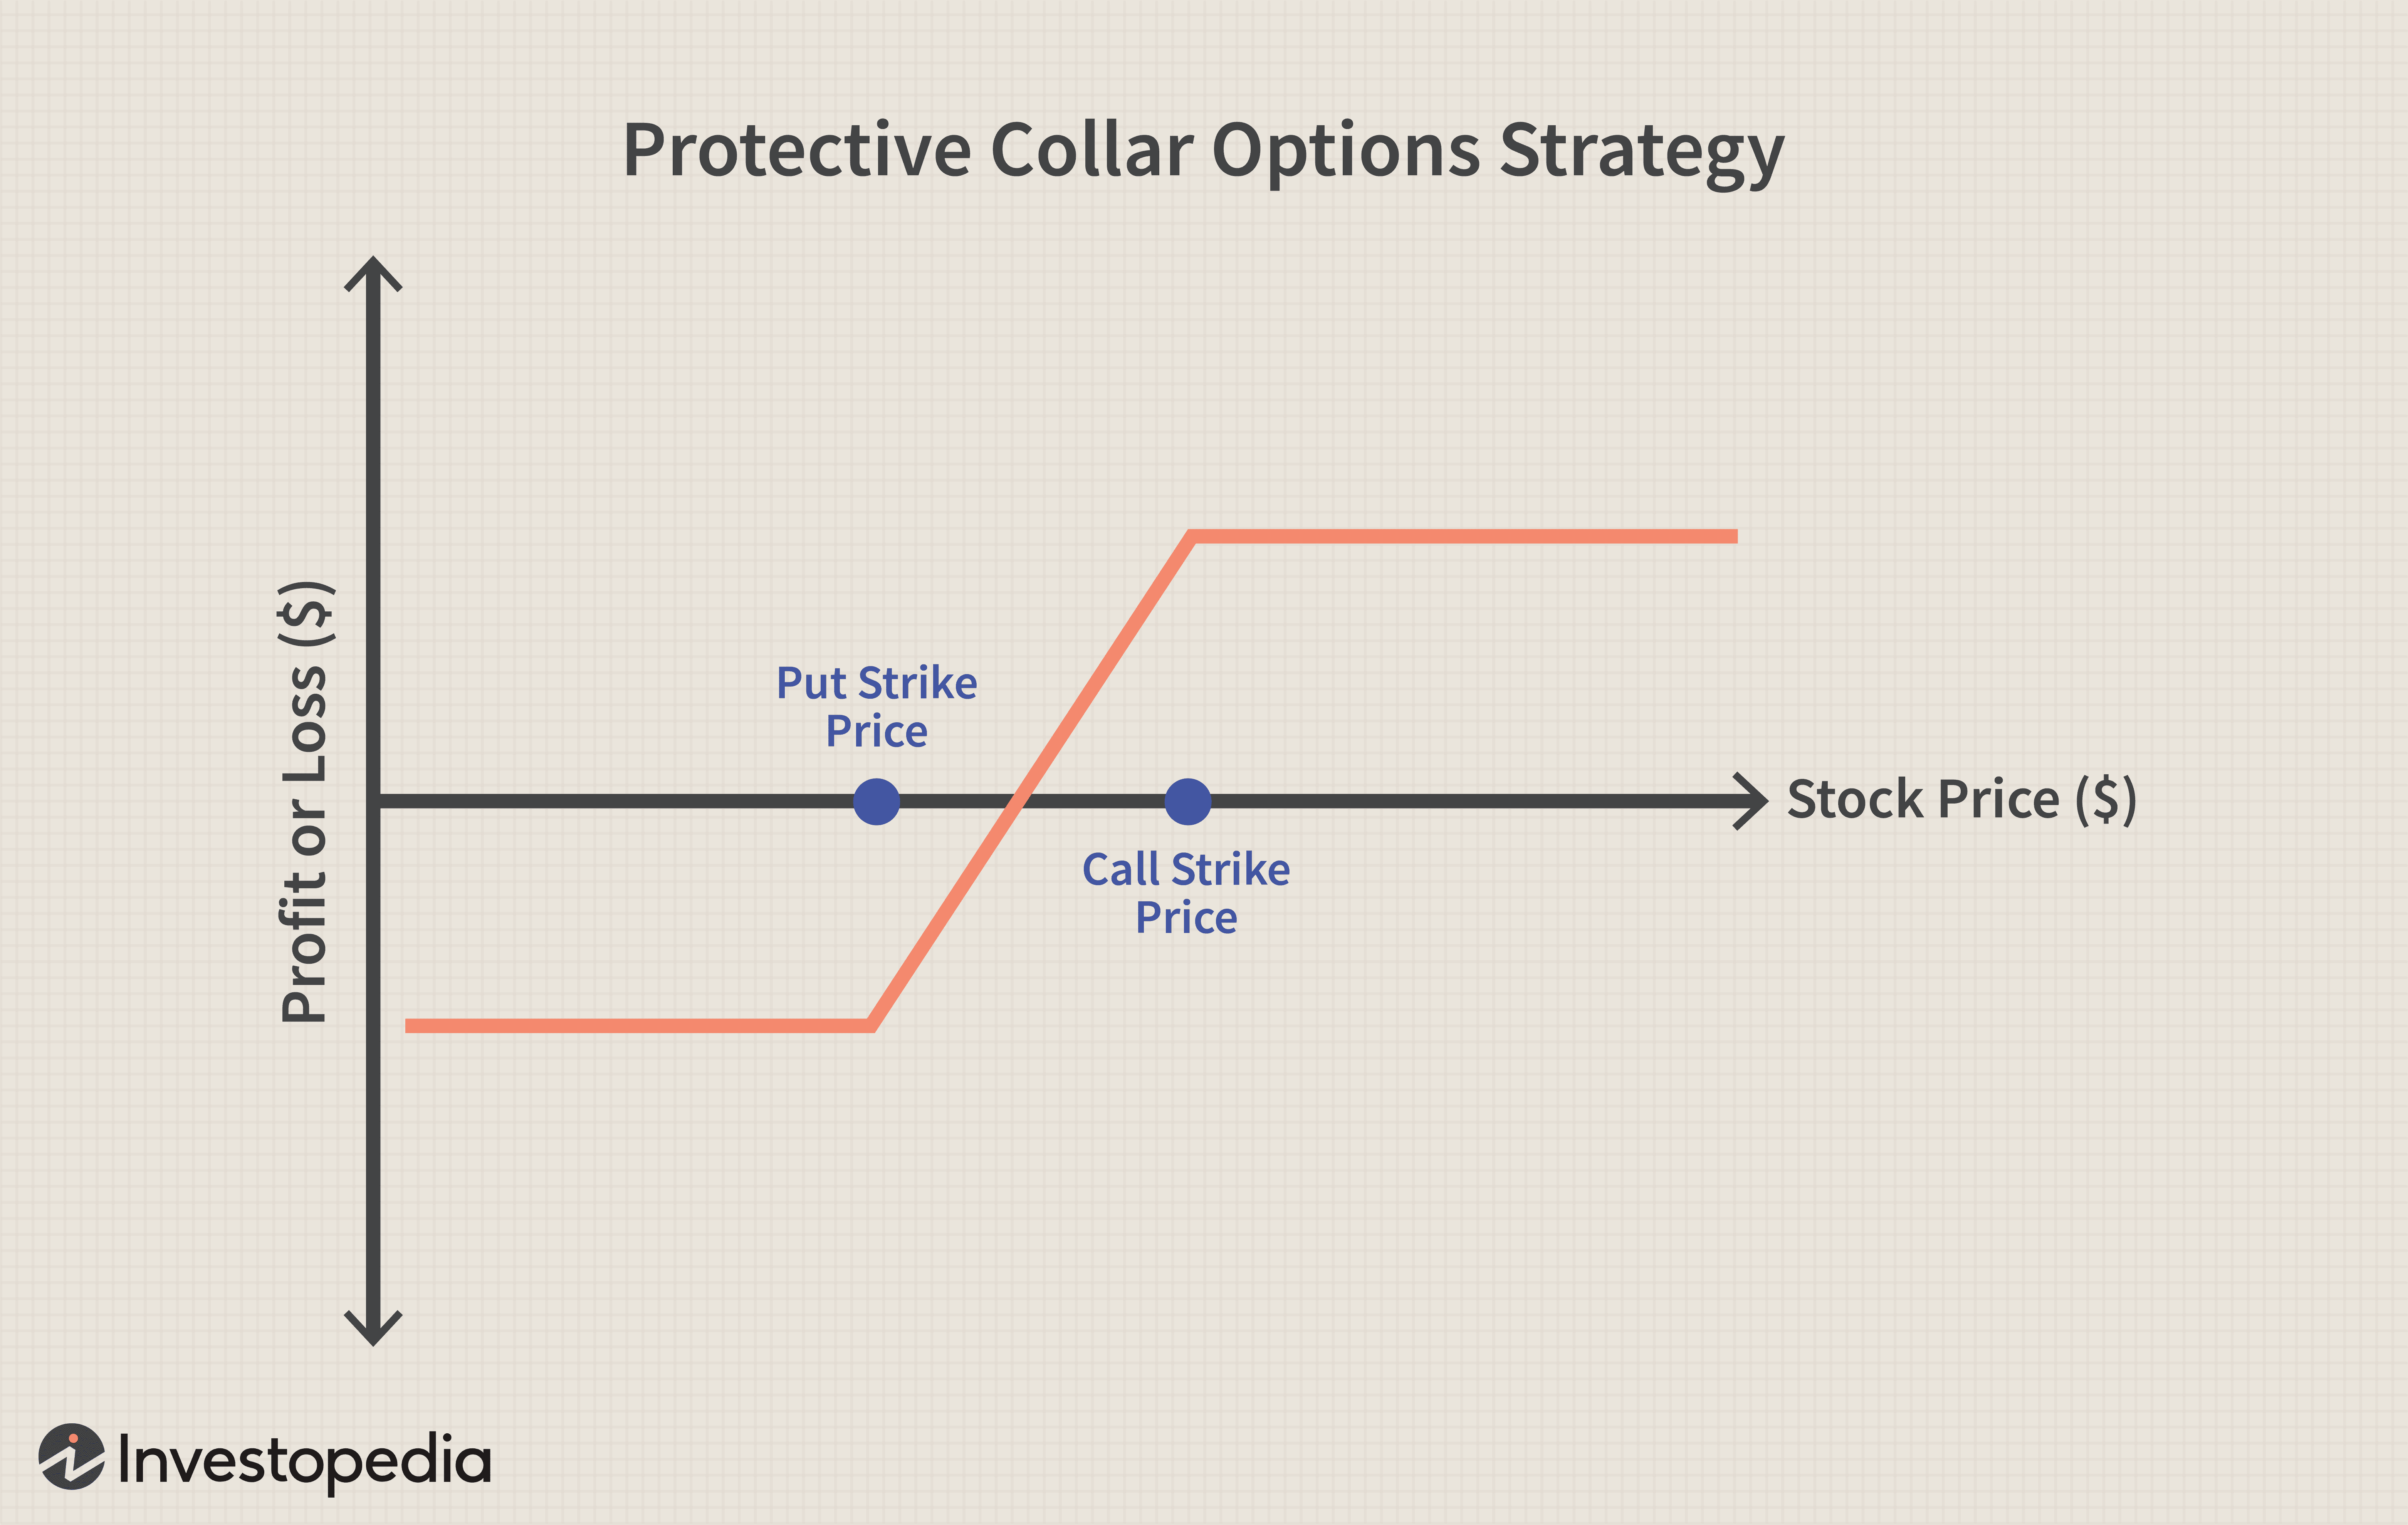 Protective Collar Options Strategy
Profit or Loss ($)
Put Strike
Price
Stock Price ($)
Call Strike
Price
Investopedia